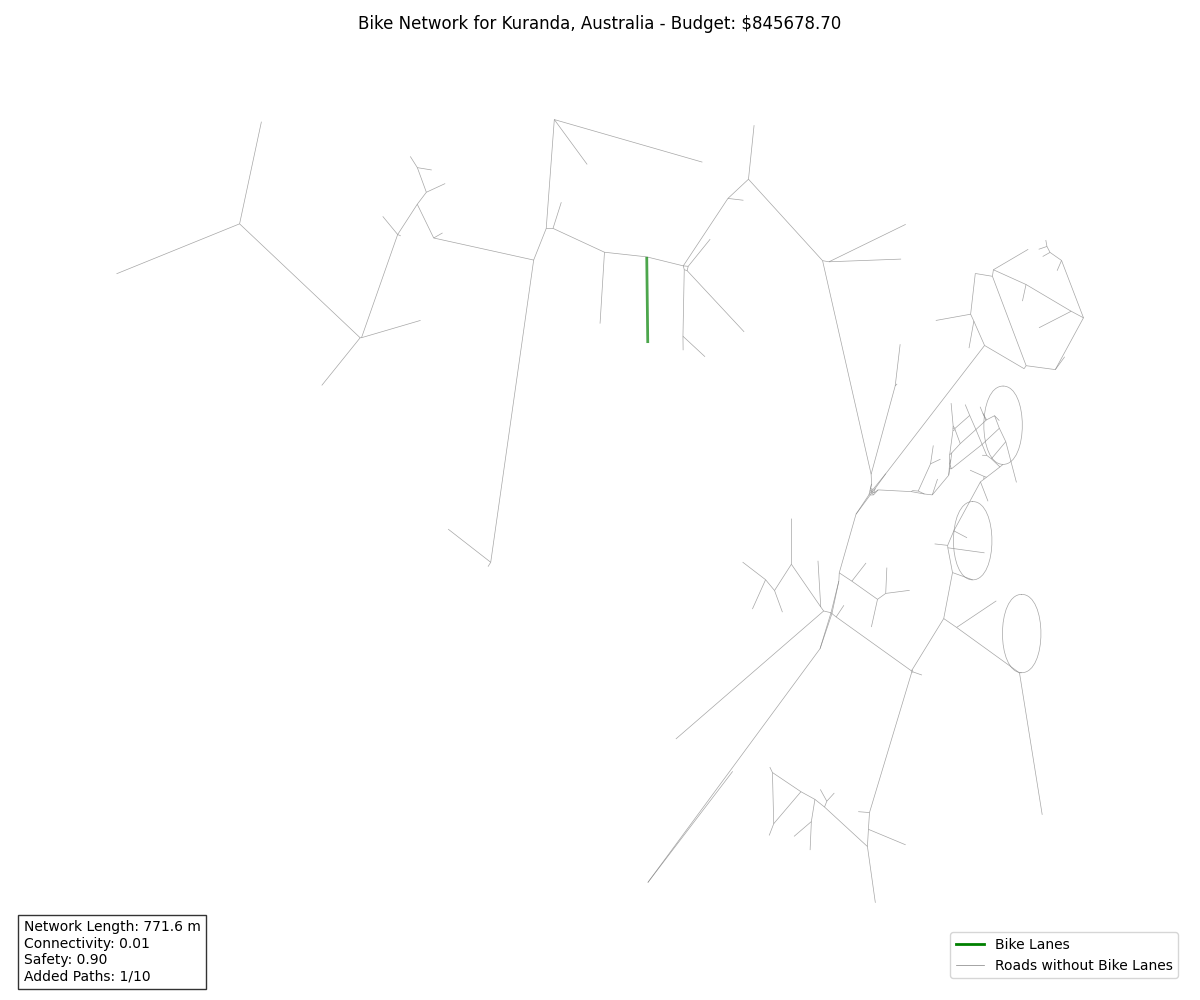 Bike Network for Kuranda, Australia - Budget: $845678.70
Network Length: 771.6 m
Connectivity: 0.01
Safety: 0.90
Added Paths: 1/10
Bike Lanes
Roads without Bike Lanes